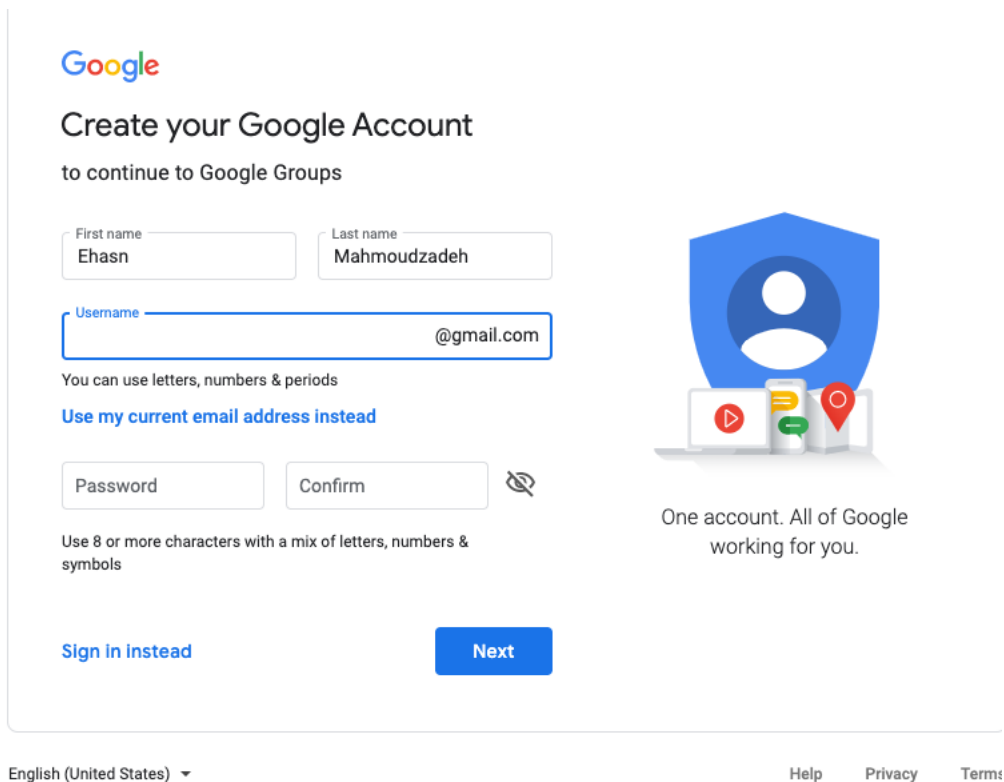 Google
Create your Google Account
to continue to Google Groups
First name
Ehasn
Last name
Mahmoudzadeh
Username
@gmail.com
You can use letters, numbers & periods
Use my current email address instead
Password
Confirm
Use 8 or more characters with a mix of letters, numbers &
symbols
Sign in instead
Next
One account. All of Google
working for you.
English (United States)
Help
Privacy
Terms